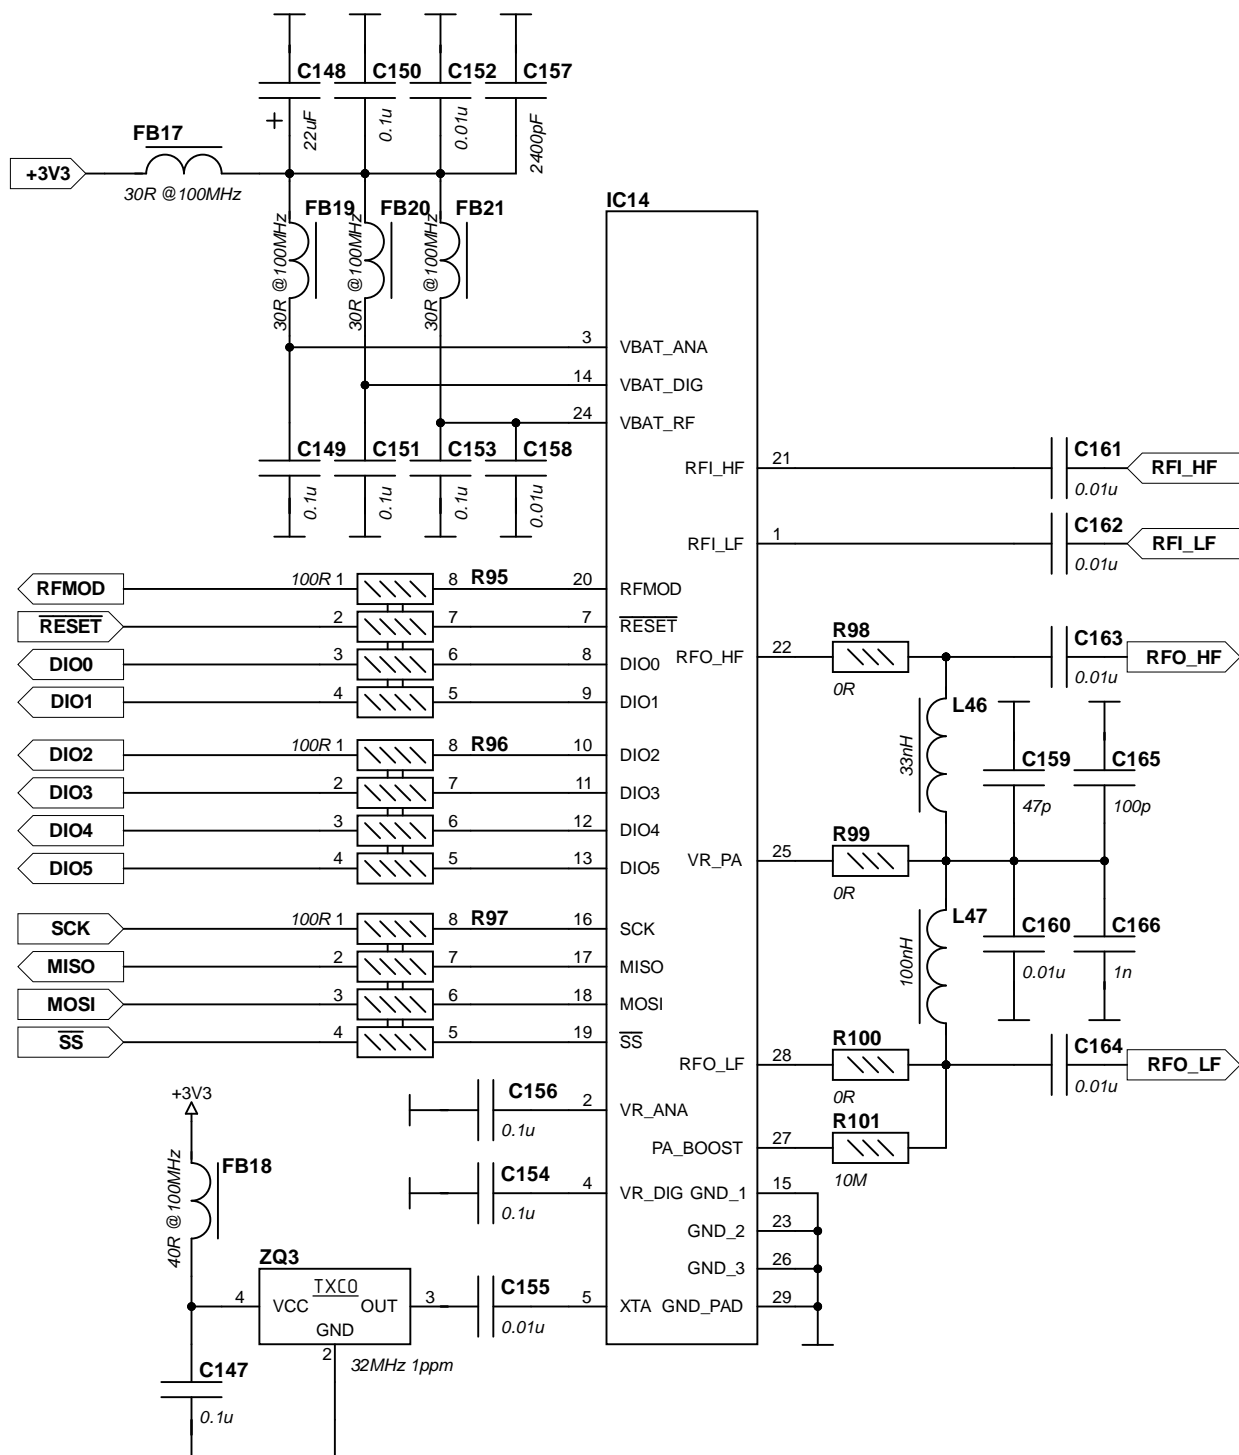 C148 C150 C152 C157
+ 22uF 0.1u 0.01u 2400pF
FB17
+3V3
30R @100MHz
FB19 FB20 FB21
30R @100MHz 30R @100MHz 30R @100MHz
IC14
3 VBAT_ANA
14 VBAT_DIG
24 VBAT_RF
C149 C151 C153 C158
0.1u 0.1u 0.1u 0.01u
RFI_HF 21 C161 RFI_HF
0.01u
RFI_LF 1 C162 RFI_LF
0.01u
RFMOD 100R 1 8 R95 20 RFMOD
RESET 2 7 7 RESET
DIO0 3 6 8 DIO0
DIO1 4 5 9 DIO1
RFO_HF 22 R98 C163 RFO_HF
0R 0.01u
DIO2 100R 1 8 R96 10 DIO2
DIO3 2 7 11 DIO3
DIO4 3 6 12 DIO4
DIO5 4 5 13 DIO5
L46
33nH
C159 C165
47p 100p
VR_PA 25 R99
0R
SCK 100R 1 8 R97 16 SCK
MISO 2 7 17 MISO
MOSI 3 6 18 MOSI
SS 4 5 19 SS
L47
100nH
C160 C166
0.01u 1n
RFO_LF 28 R100 C164 RFO_LF
0R 0.01u
C156 2 VR_ANA
0.1u
PA_BOOST 27 R101
10M
C154 4 VR_DIG GND_1 15
0.1u
GND_2 23
GND_3 26
+3V3
FB18
40R @100MHz
ZQ3
4 VCC TXCO OUT 3 C155 5 XTA GND_PAD 29
GND 0.01u
2 32MHz 1ppm
C147
0.1u